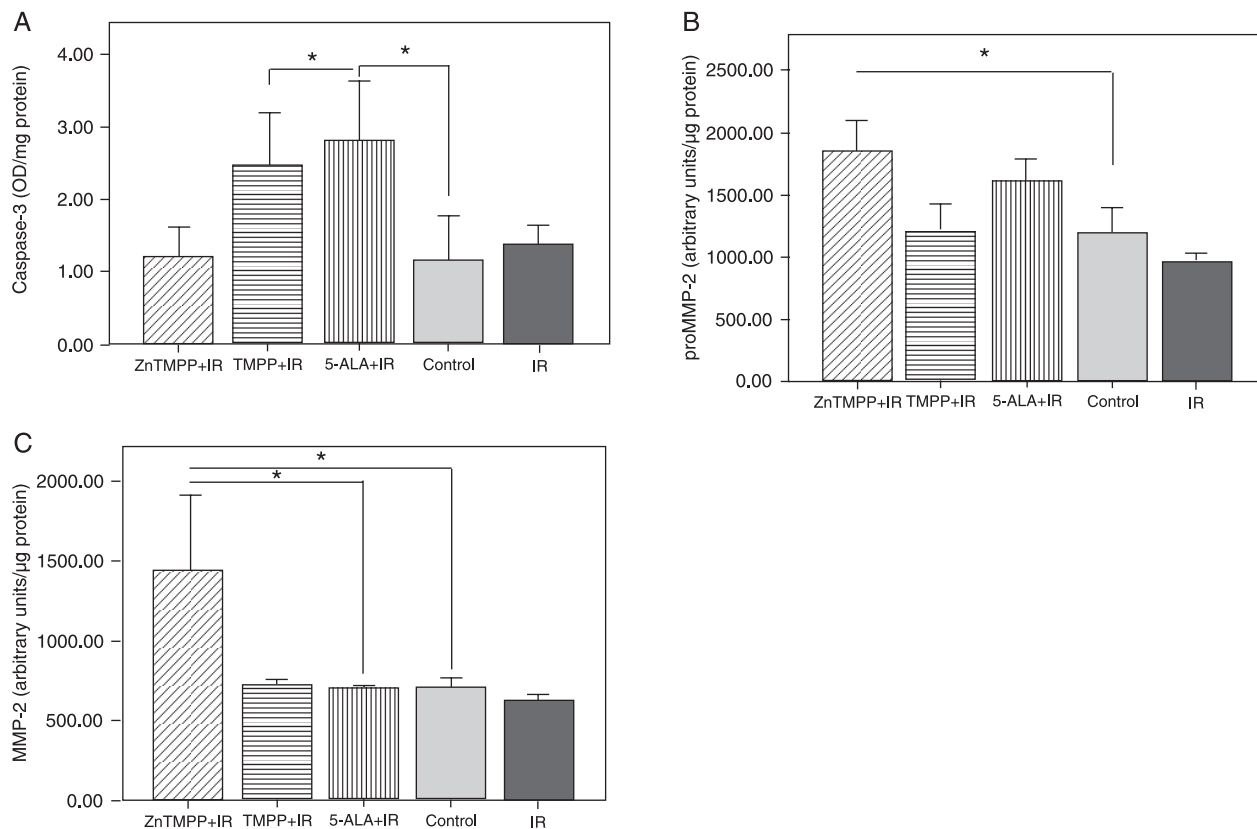 A
Caspase-3 (OD/mg protein)
4.00
3.00
2.00
1.00
0.00
*
*
ZnTMPP+IR
TMPP+IR
5-ALA+IR
Control
IR
B
proMMP-2 (arbitrary units/µg protein)
2500.00
2000.00
1500.00
1000.00
500.00
0.00
*
ZnTMPP+IR
TMPP+IR
5-ALA+IR
Control
IR
C
MMP-2 (arbitrary units/µg protein)
2000.00
1500.00
1000.00
500.00
0.00
*
*
ZnTMPP+IR
TMPP+IR
5-ALA+IR
Control
IR